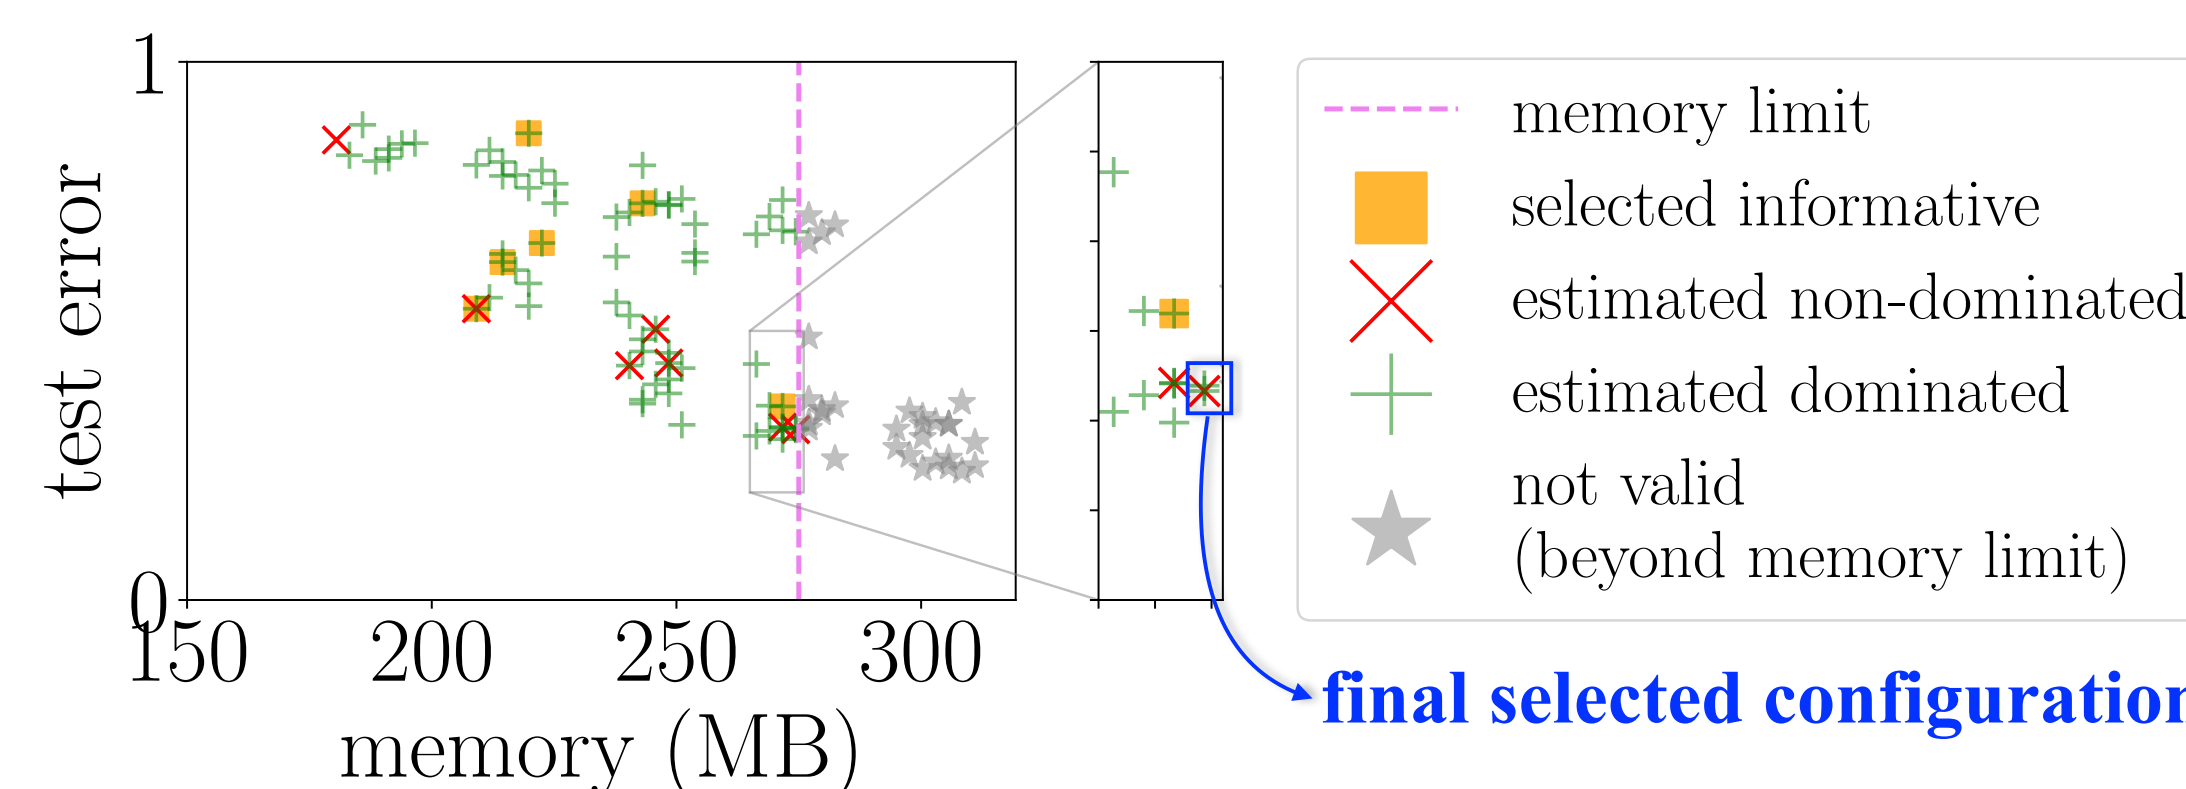 1
test error
0
150 200 250 300
memory (MB)
memory limit
selected informative
estimated non-dominated
estimated dominated
not valid
(beyond memory limit)
final selected configuration